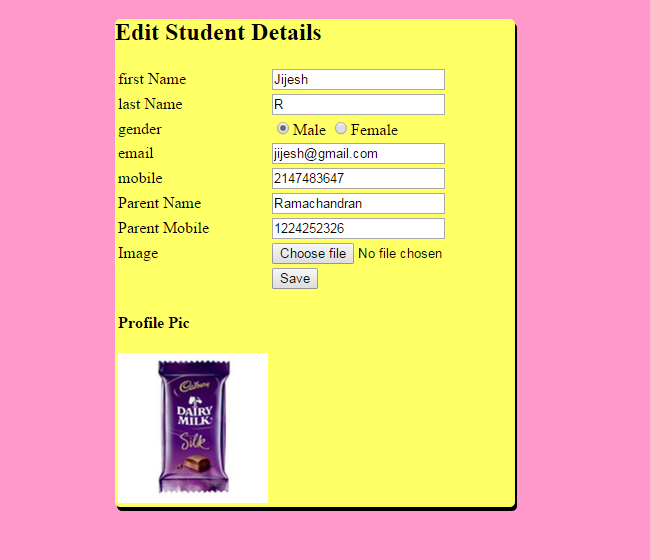 Edit Student Details
first Name Jijesh
last Name R
gender Male Female
email jijesh@gmail.com
mobile 2147483647
Parent Name Ramachandran
Parent Mobile 1224252326
Image Choose file No file chosen
Save
Profile Pic
Cadbury
DAIRY
MILK
Silk